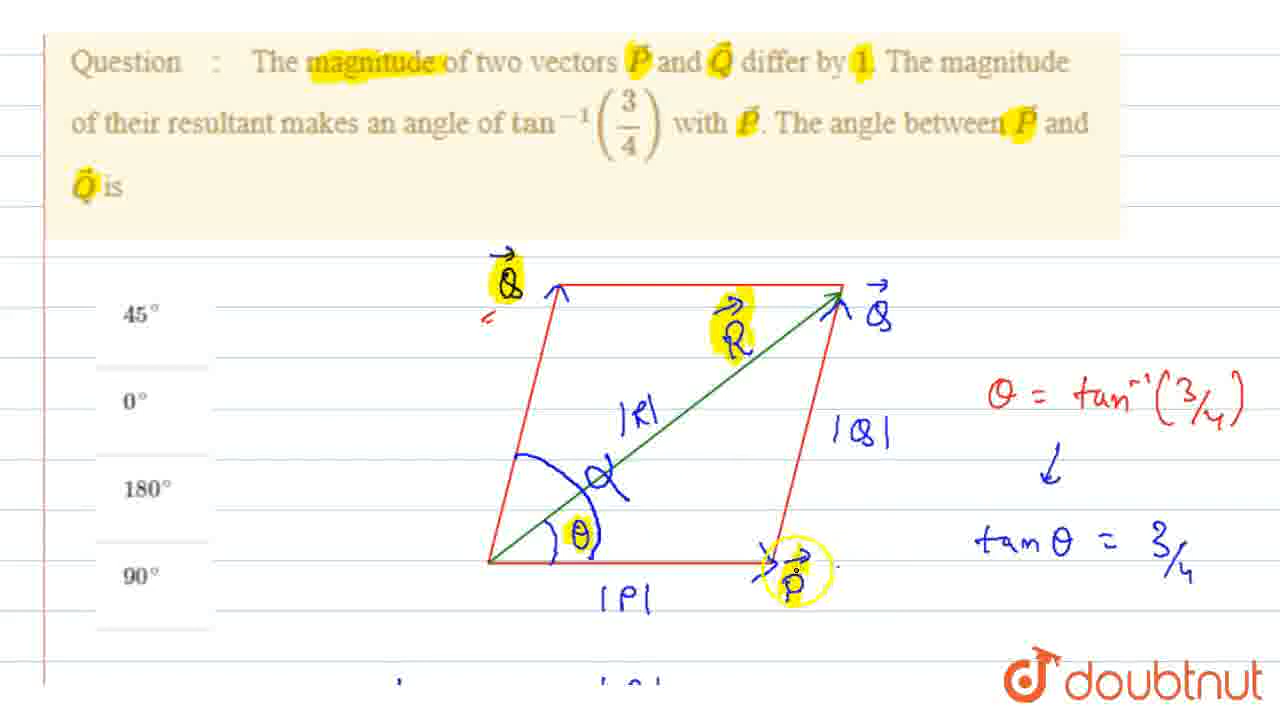 Question : The magnitude of two vectors P⃗ and Q⃗ differ by 1. The magnitude
of their resultant makes an angle of tan⁻¹(3/4) with P⃗. The angle between P⃗ and
Q⃗ is
45°
0°
180°
90°
Q⃗
R⃗
Q⃗
|R|
|Q|
α
θ
|P|
P⃗
θ = tan⁻¹(3/4)
tan θ = 3/4
doubtnut